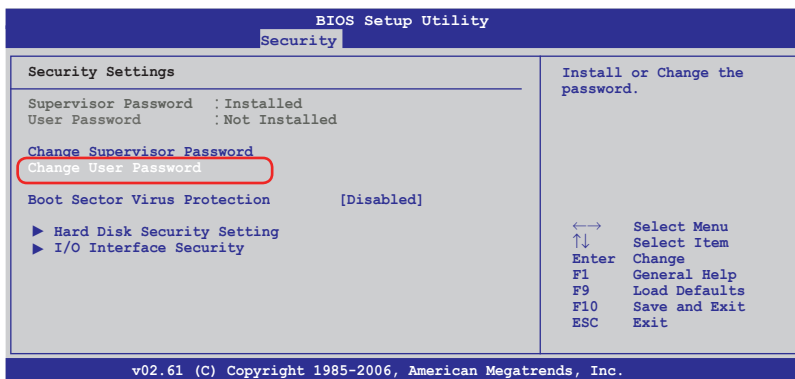 BIOS Setup Utility
Security
Security Settings
Supervisor Password : Installed
User Password : Not Installed
Change Supervisor Password
Change User Password
Boot Sector Virus Protection [Disabled]
Hard Disk Security Setting
I/O Interface Security
Install or Change the
password.
←→ Select Menu
↑↓ Select Item
Enter Change
F1 General Help
F9 Load Defaults
F10 Save and Exit
ESC Exit
v02.61 (C) Copyright 1985-2006, American Megatrends, Inc.